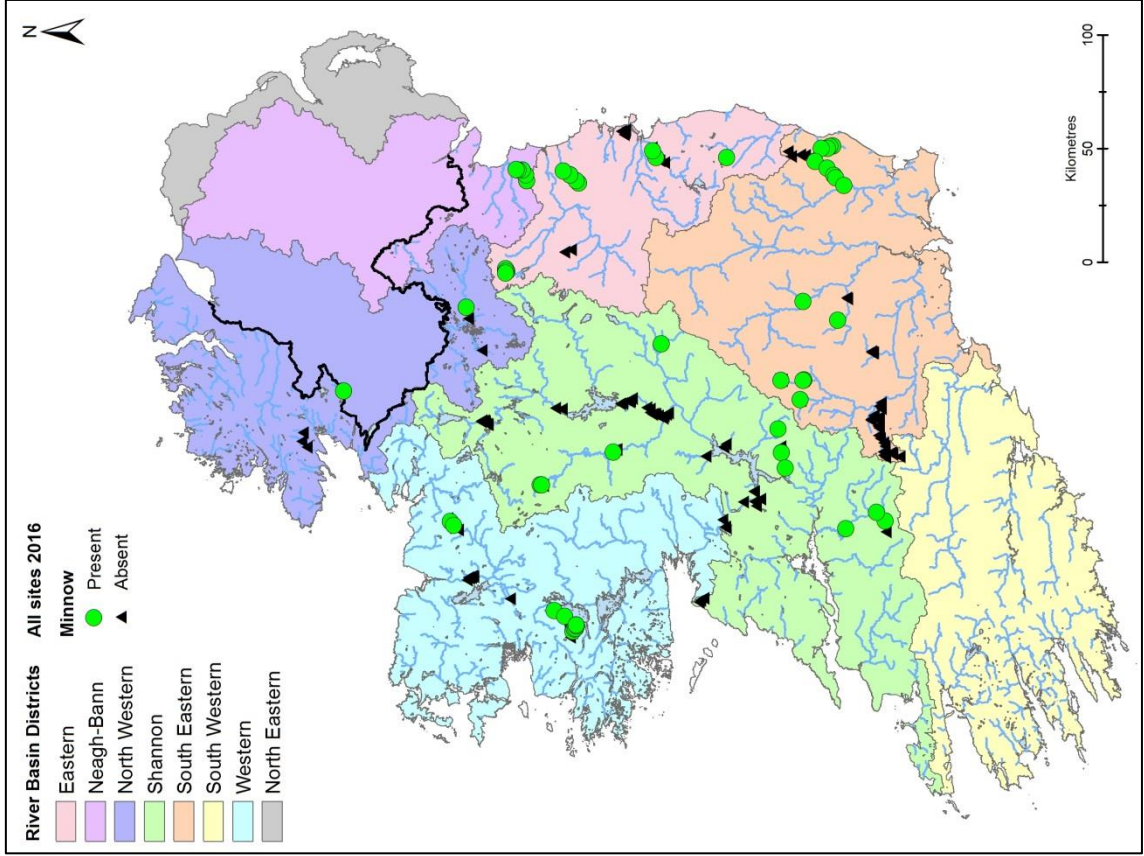 River Basin Districts
Eastern
Neagh-Bann
North Western
Shannon
South Eastern
South Western
Western
North Eastern
All sites 2016
Minnow
Present
Absent
N
0 50 100
Kilometres